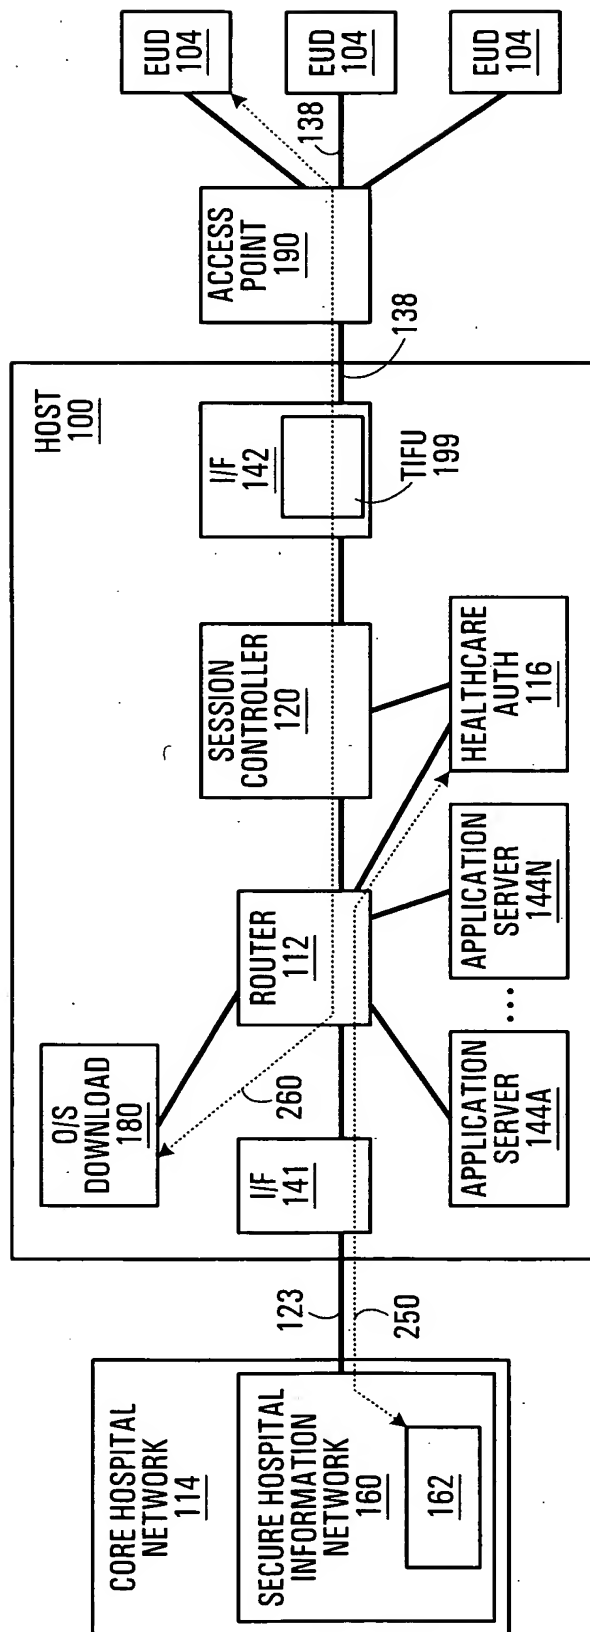 CORE HOSPITAL
NETWORK
114
SECURE HOSPITAL
INFORMATION
NETWORK
160
162
123
250
HOST
100
O/S
DOWNLOAD
180
260
I/F
141
ROUTER
112
SESSION
CONTROLLER
120
I/F
142
TIFU
199
APPLICATION
SERVER
144A
....
APPLICATION
SERVER
144N
HEALTHCARE
AUTH
116
138
ACCESS
POINT
190
138
EUD
104
EUD
104
EUD
104